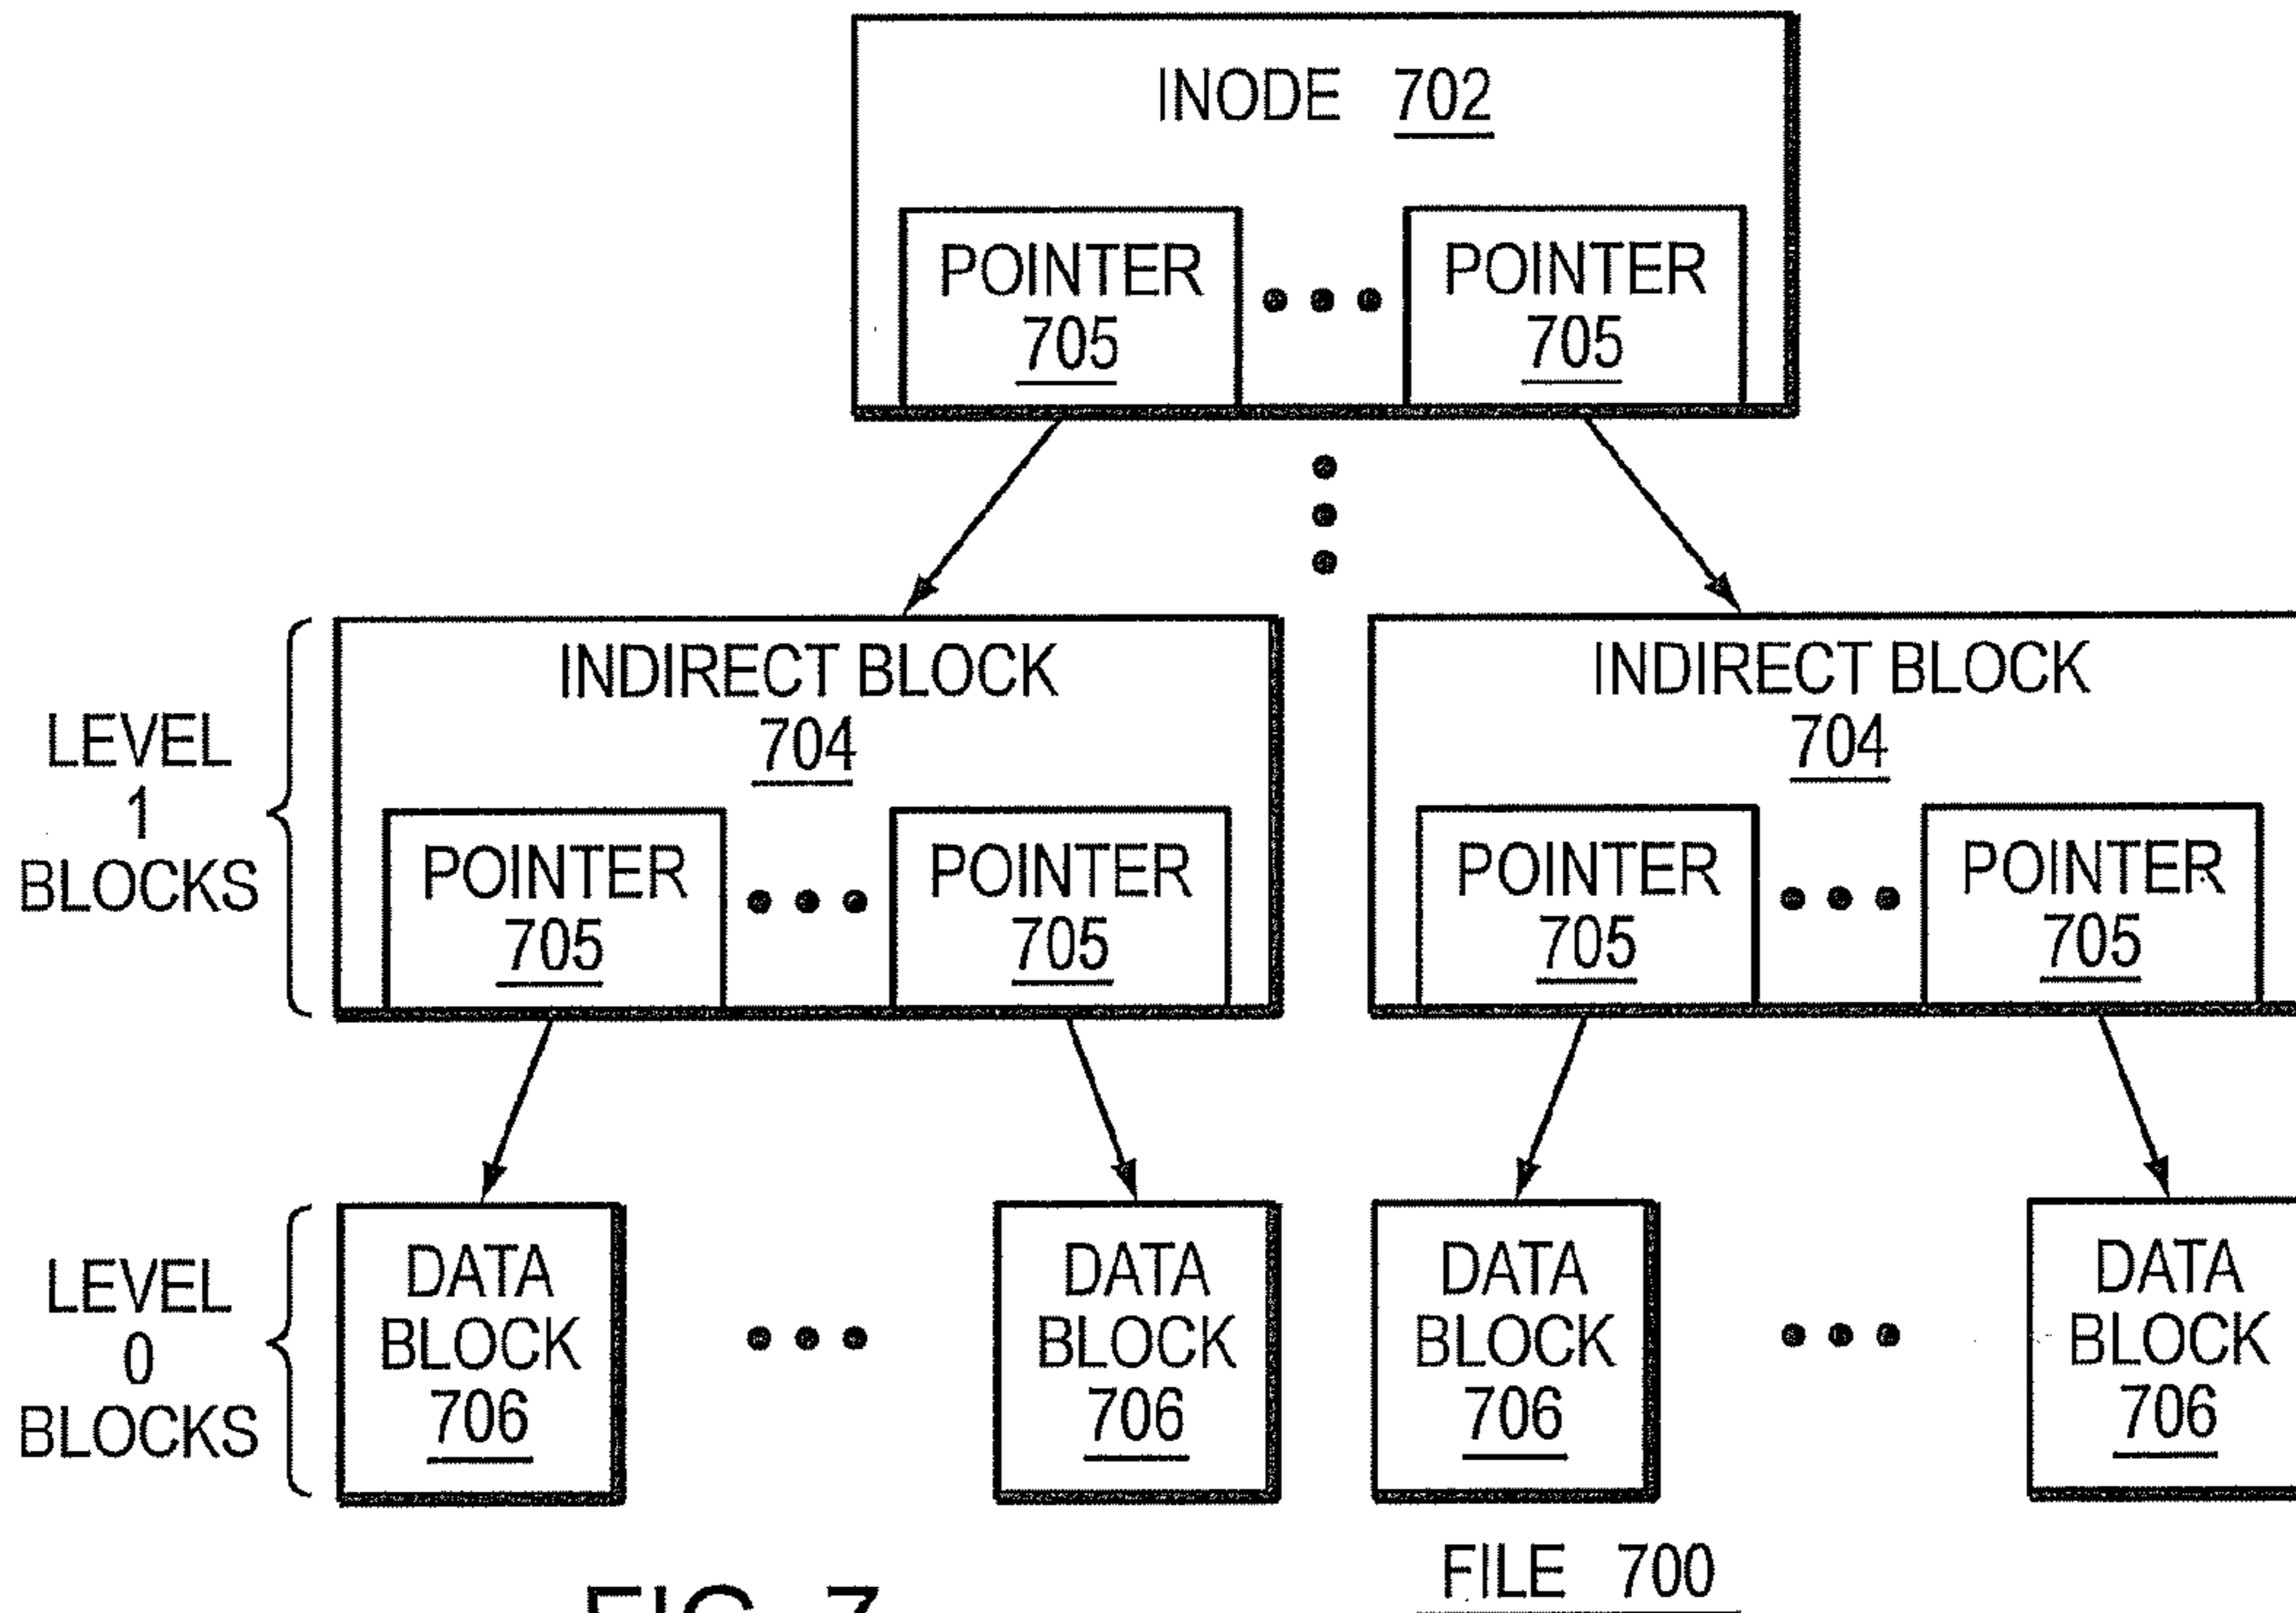 INODE 702
POINTER
705
POINTER
705
LEVEL
1
BLOCKS
INDIRECT BLOCK
704
POINTER
705
POINTER
705
INDIRECT BLOCK
704
POINTER
705
POINTER
705
LEVEL
0
BLOCKS
DATA
BLOCK
706
DATA
BLOCK
706
DATA
BLOCK
706
DATA
BLOCK
706
FILE 700
FIG. 7